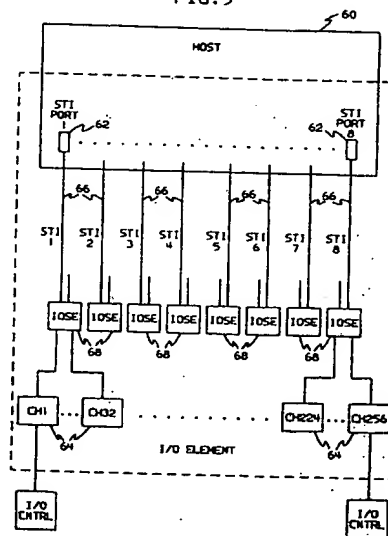 FIG.3
60
HOST
STI
PORT
1
62
62
STI
PORT
8
66
66
66
66
STI
1
STI
2
STI
3
STI
4
STI
5
STI
6
STI
7
STI
8
IOSE
IOSE
IOSE
IOSE
IOSE
IOSE
IOSE
IOSE
68
68
68
68
CH1
CH32
CH224
CH256
64
64
I/O ELEMENT
I/O
CNTRL
I/O
CNTRL